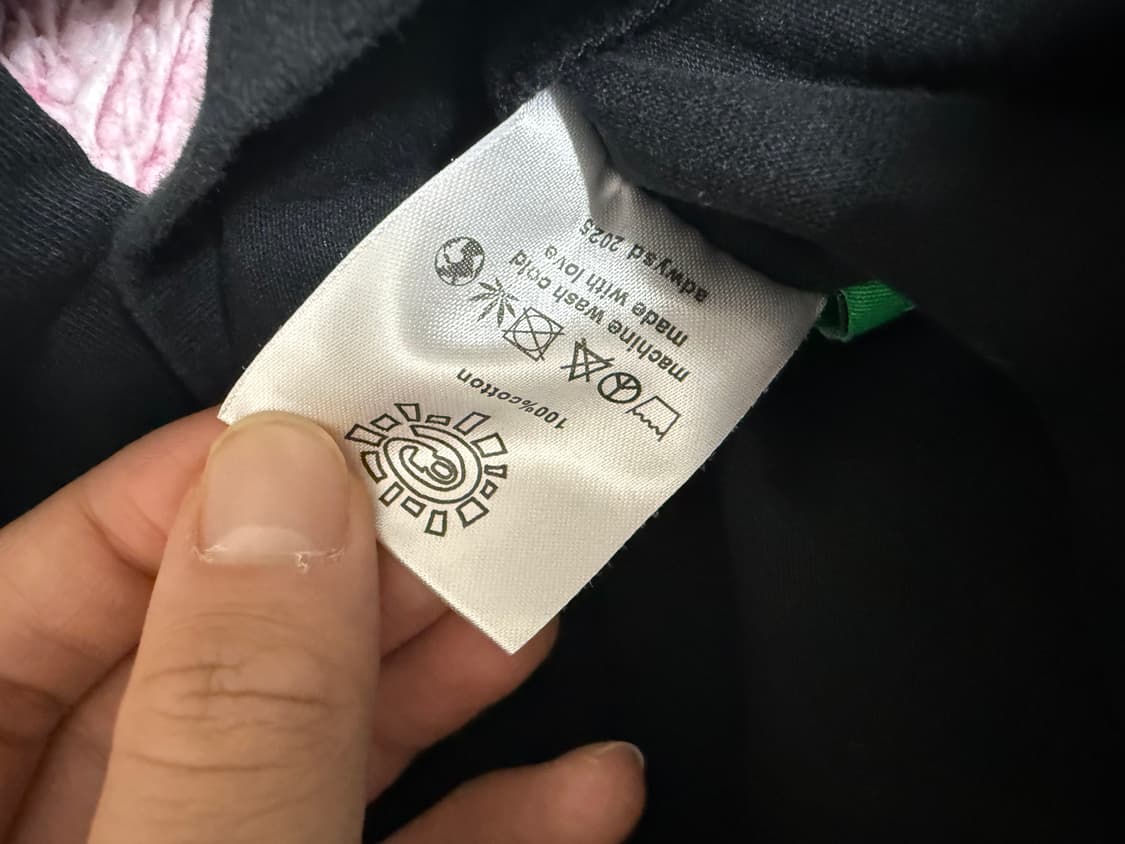 100%cotton
machine wash cold
made with love
adwysd 2025